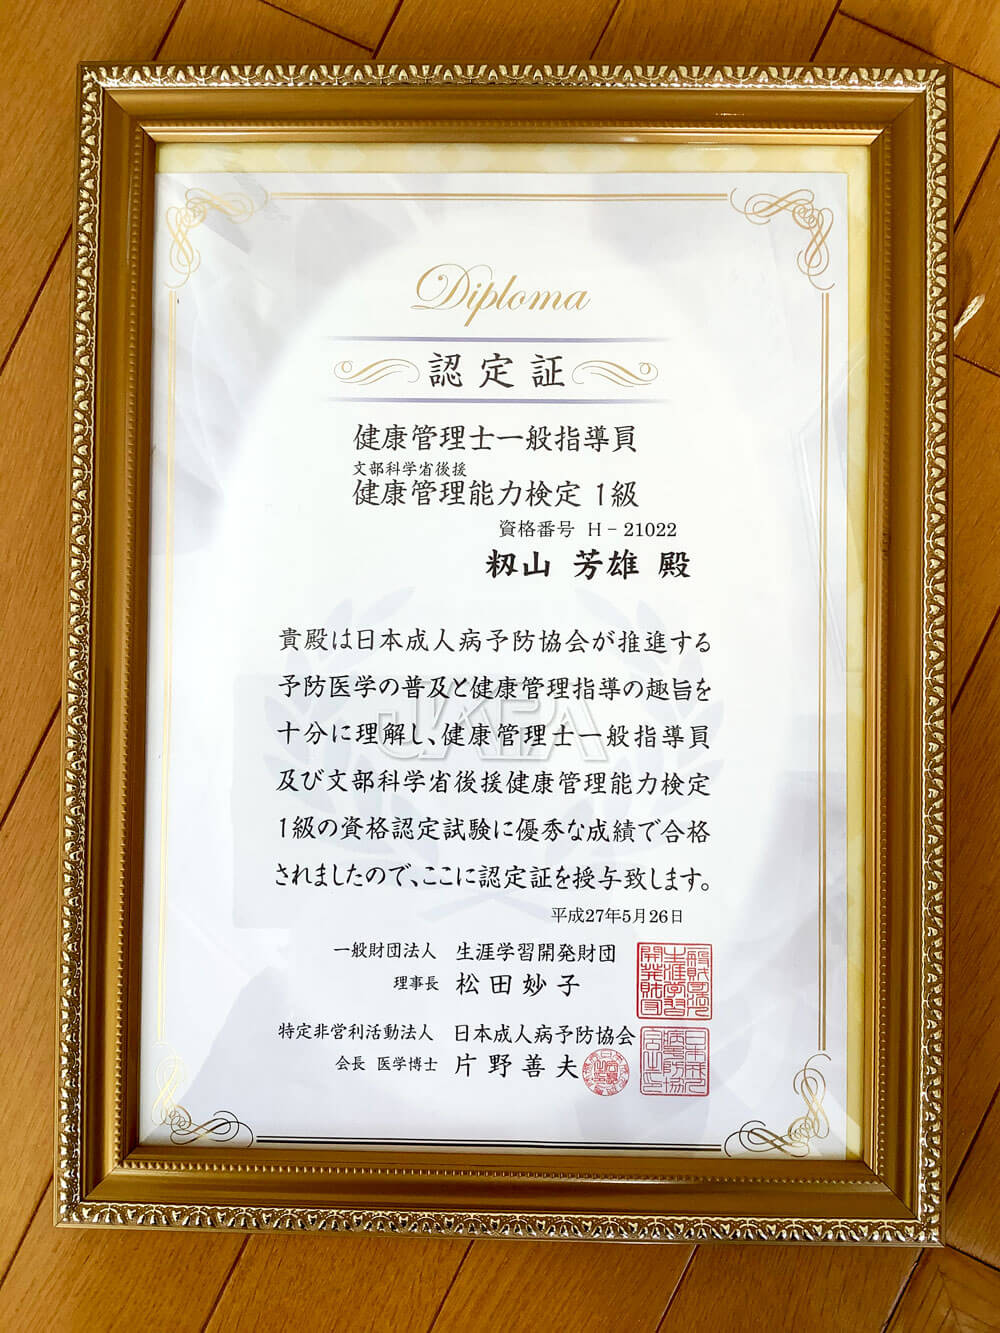 Diploma
認定証
健康管理士一般指導員
文部科学省後援
健康管理能力検定 1級
資格番号 H－21022
籾山 芳雄 殿
貴殿は日本成人病予防協会が推進する
予防医学の普及と健康管理指導の趣旨を
十分に理解し、健康管理士一般指導員
及び文部科学省後援健康管理能力検定
1級の資格認定試験に優秀な成績で合格
されましたので、ここに認定証を授与致します。
JAPA
平成27年5月26日
一般財団法人 生涯学習開発財団
理事長 松田妙子
特定非営利活動法人 日本成人病予防協会
会長 医学博士 片野善夫